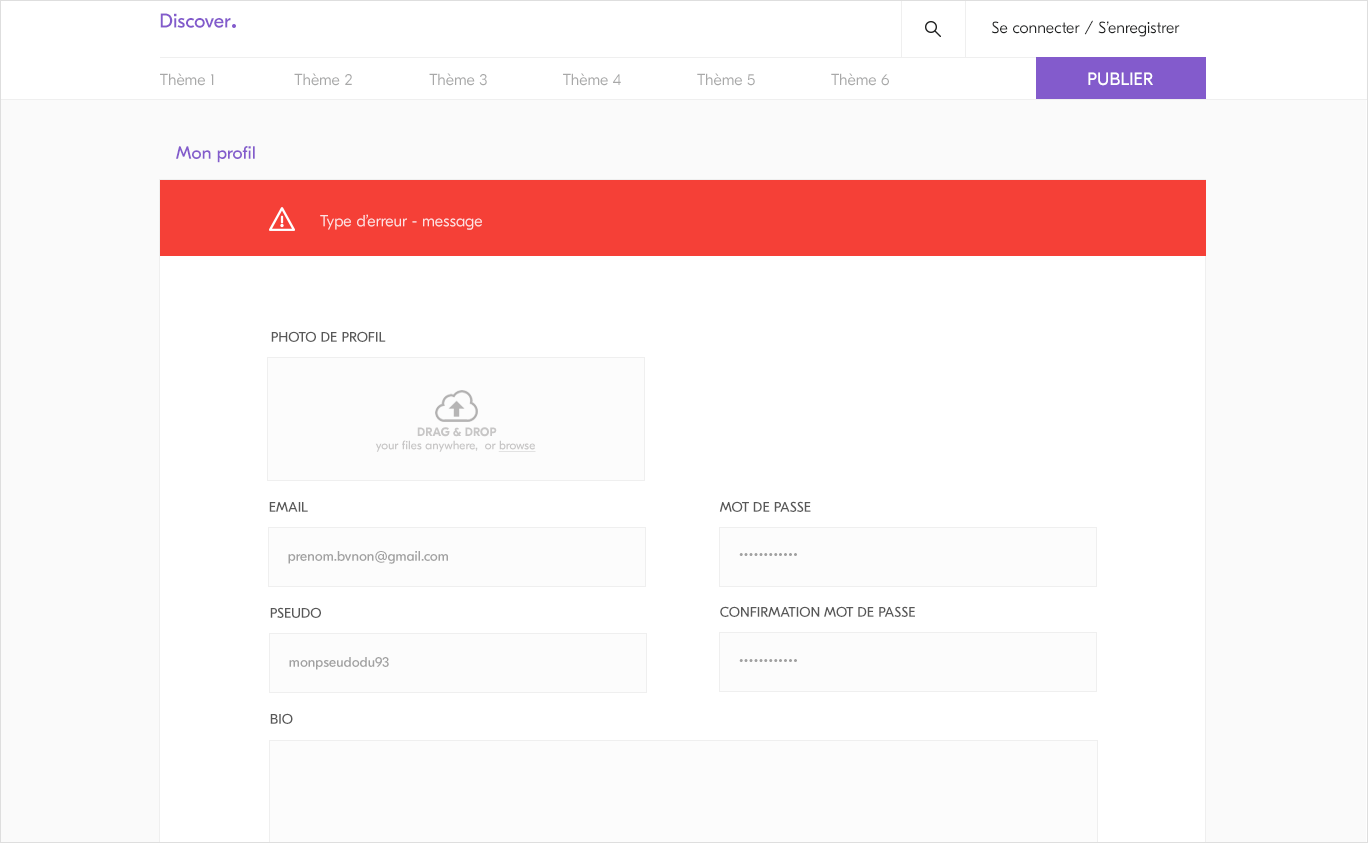 Discover.
Se connecter / S'enregistrer
Thème 1
Thème 2
Thème 3
Thème 4
Thème 5
Thème 6
PUBLIER
Mon profil
Type d'erreur - message
PHOTO DE PROFIL
DRAG & DROP
your files anywhere, or browse
EMAIL
MOT DE PASSE
prenom.bvnon@gmail.com
••••••••••••
PSEUDO
CONFIRMATION MOT DE PASSE
monpseudodu93
••••••••••••
BIO